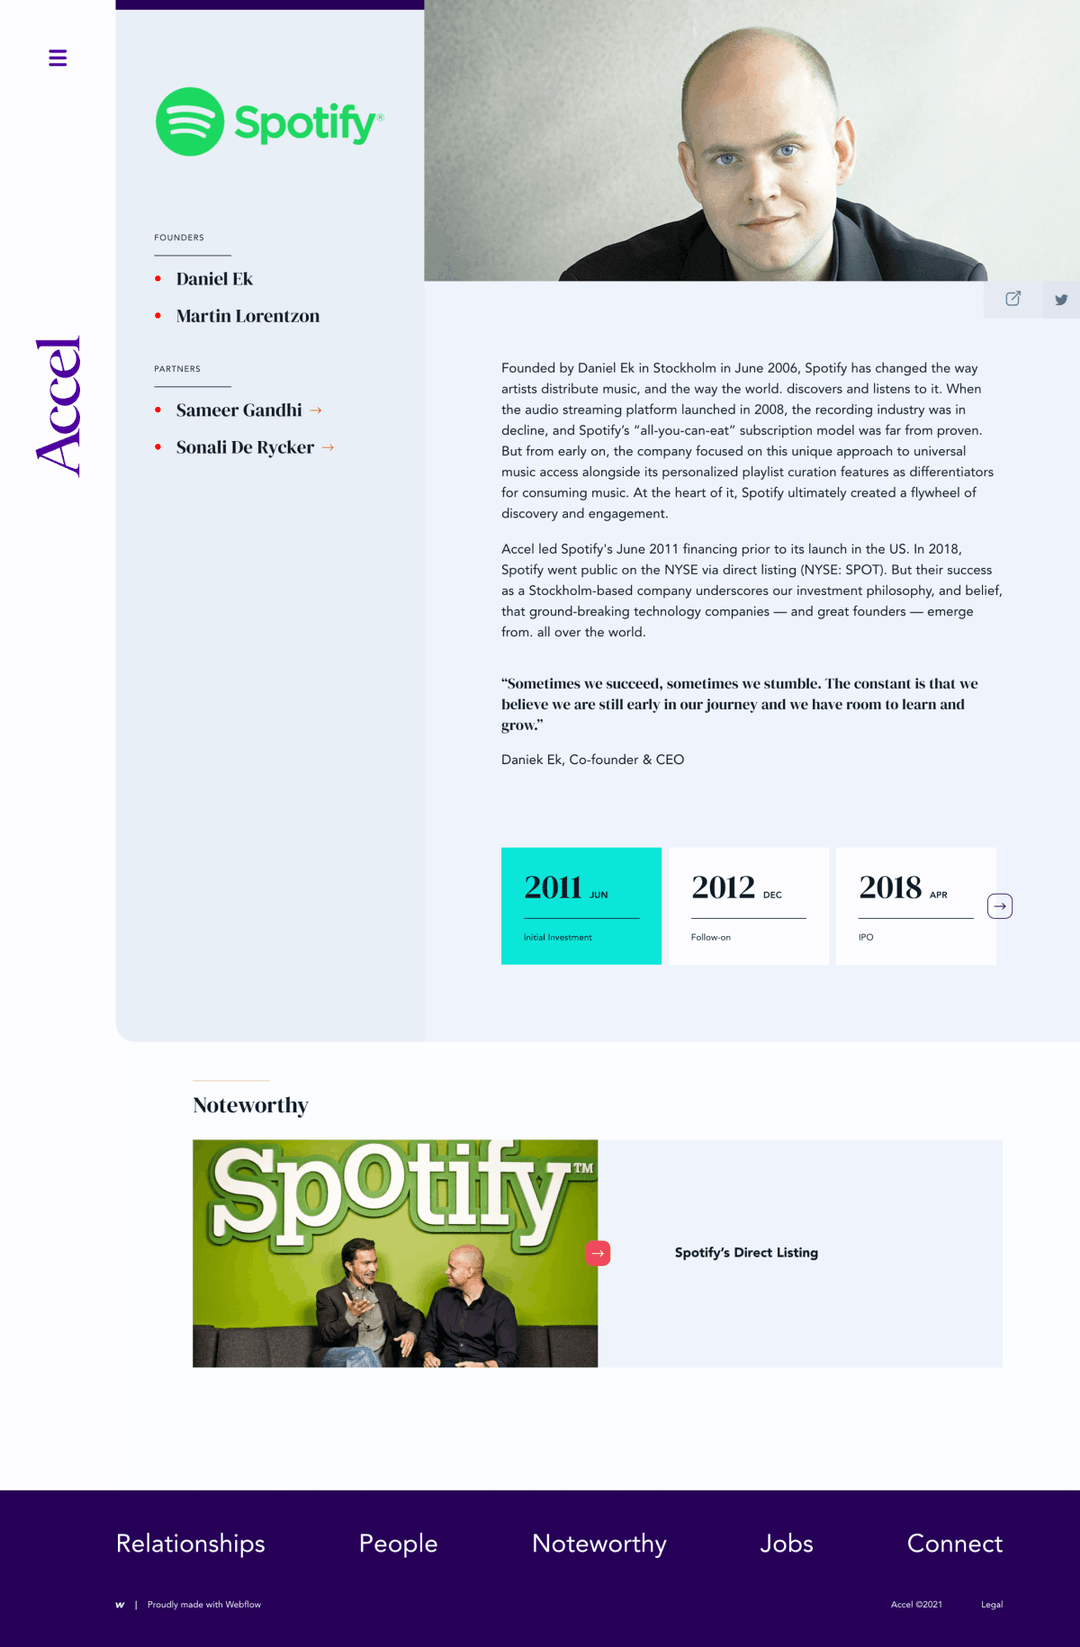 Spotify®
FOUNDERS
Daniel Ek
Martin Lorentzon
PARTNERS
Sameer Gandhi →
Sonali De Rycker →
Accel
Founded by Daniel Ek in Stockholm in June 2006, Spotify has changed the way
artists distribute music, and the way the world. discovers and listens to it. When
the audio streaming platform launched in 2008, the recording industry was in
decline, and Spotify's “all-you-can-eat” subscription model was far from proven.
But from early on, the company focused on this unique approach to universal
music access alongside its personalized playlist curation features as differentiators
for consuming music. At the heart of it, Spotify ultimately created a flywheel of
discovery and engagement.
Accel led Spotify's June 2011 financing prior to its launch in the US. In 2018,
Spotify went public on the NYSE via direct listing (NYSE: SPOT). But their success
as a Stockholm-based company underscores our investment philosophy, and belief,
that ground-breaking technology companies — and great founders — emerge
from. all over the world.
“Sometimes we succeed, sometimes we stumble. The constant is that we
believe we are still early in our journey and we have room to learn and
grow.”
Daniek Ek, Co-founder & CEO
2011 JUN
Initial Investment
2012 DEC
Follow-on
2018 APR
IPO
Noteworthy
Spotify™
Spotify’s Direct Listing
Relationships People Noteworthy Jobs Connect
w | Proudly made with Webflow
Accel ©2021 Legal